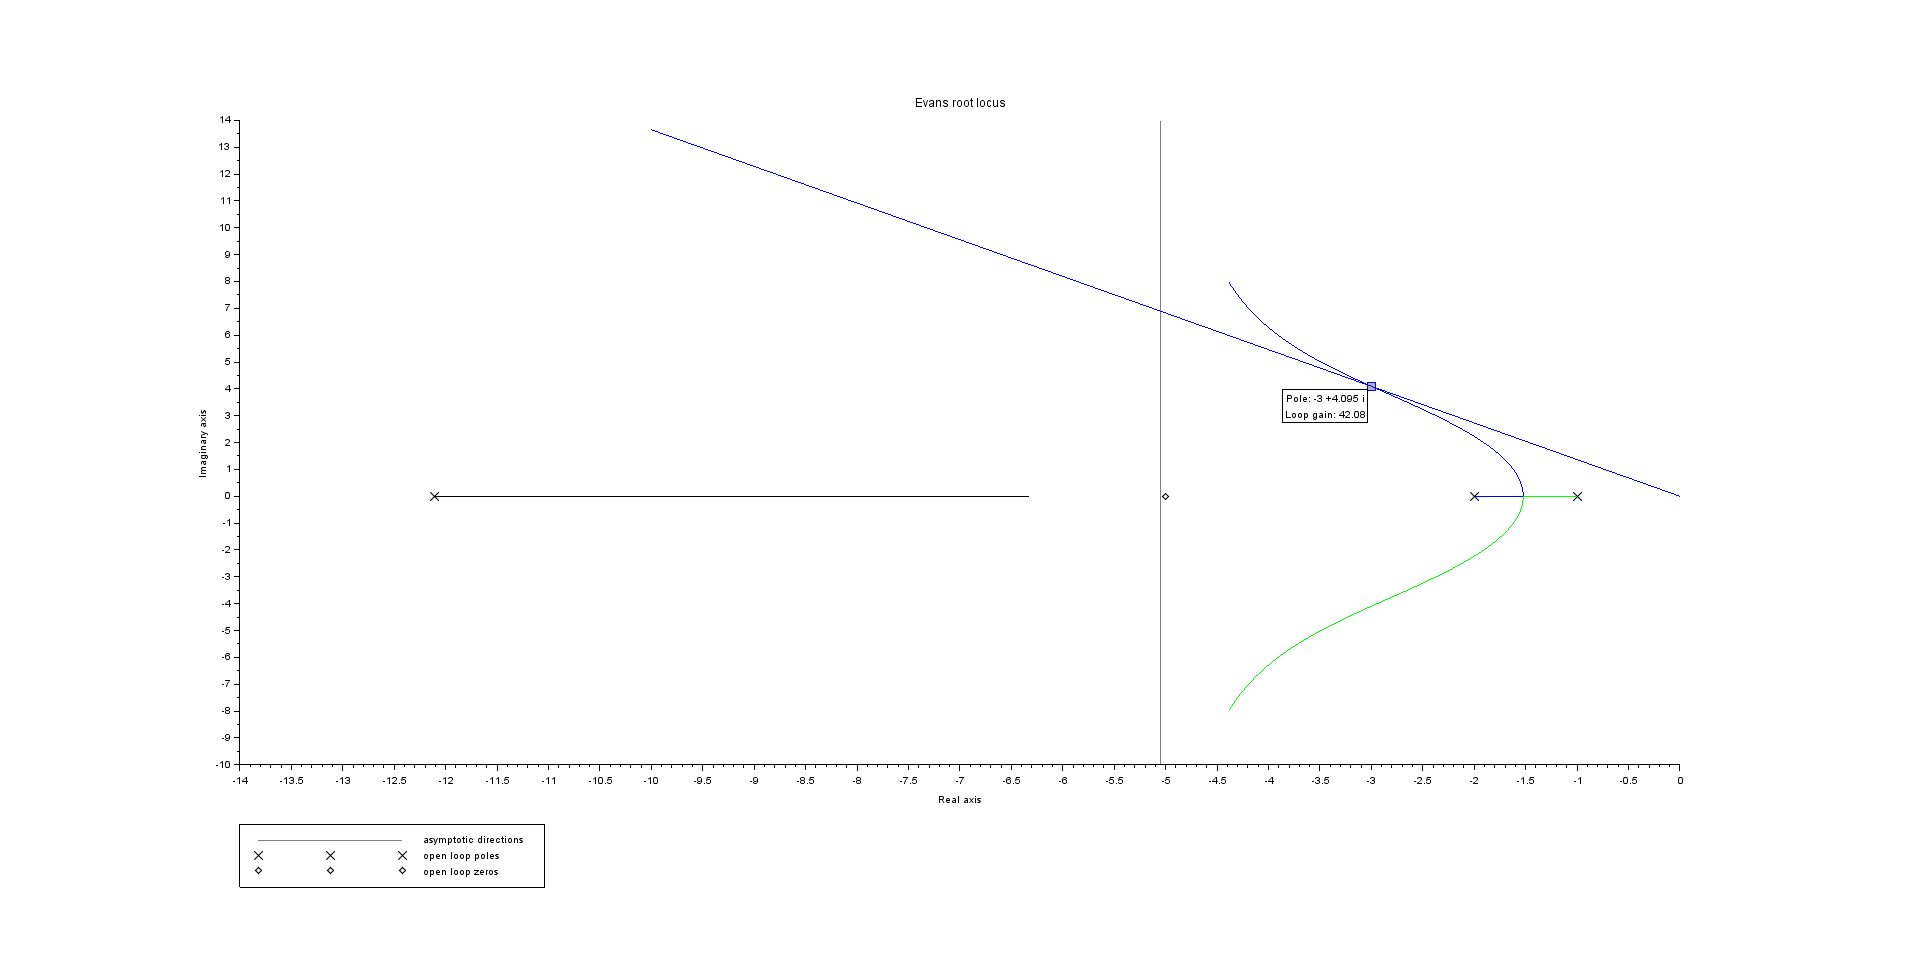 Evans root locus
14
13
12
11
10
9
8
7
6
5
4
3
2
1
0
-1
-2
-3
-4
-5
-6
-7
-8
-9
-10
Imaginary axis
Pole: -3 +4.095 i
Loop gain: 42.08
-14 -13.5 -13 -12.5 -12 -11.5 -11 -10.5 -10 -9.5 -9 -8.5 -8 -7.5 -7 -6.5 -6 -5.5 -5 -4.5 -4 -3.5 -3 -2.5 -2 -1.5 -1 -0.5 0
Real axis
asymptotic directions
open loop poles
open loop zeros